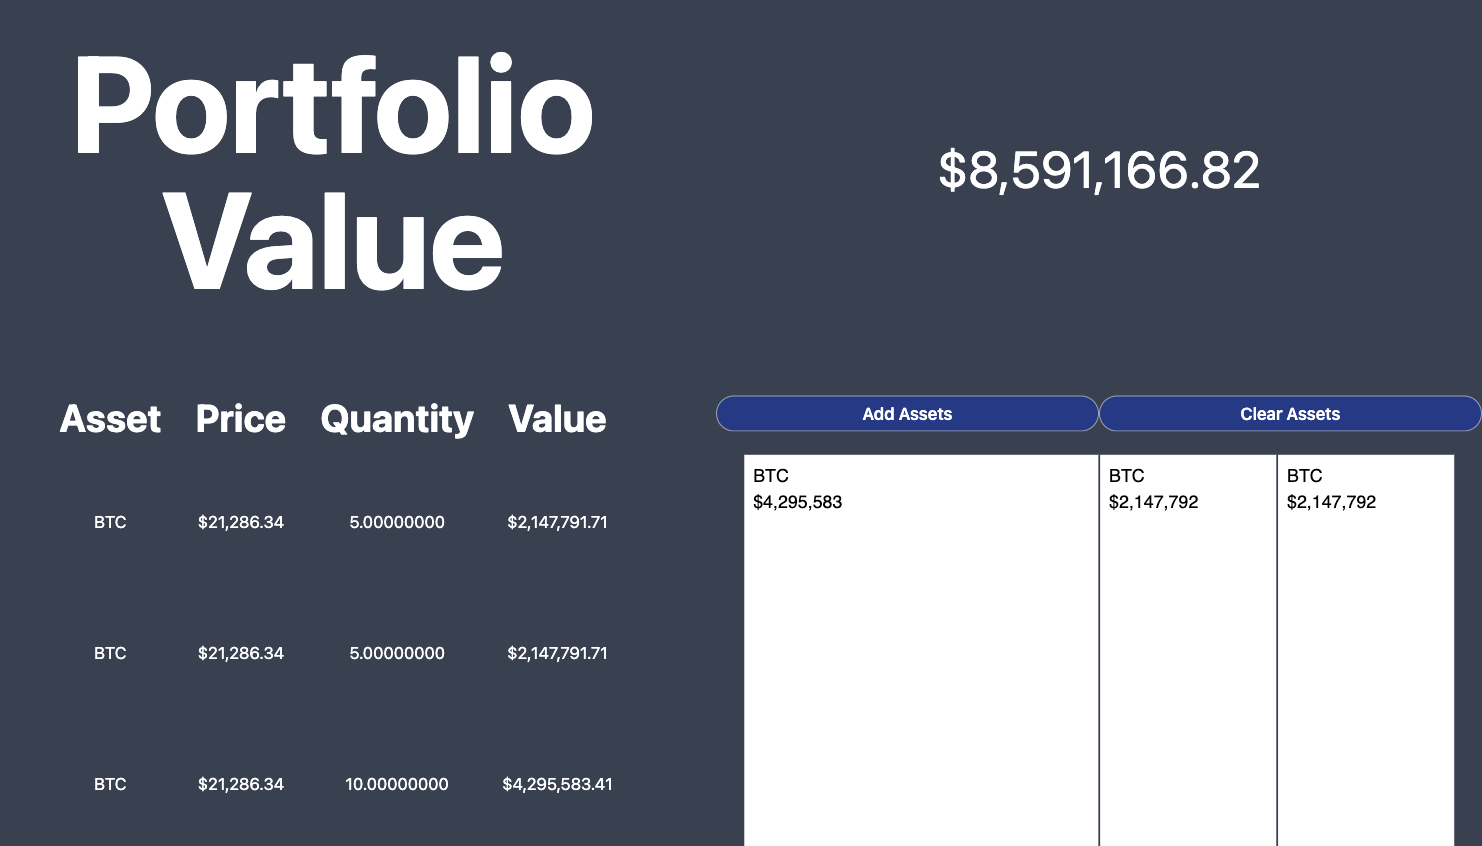 Portfolio
Value
$8,591,166.82
Asset Price Quantity Value
BTC $21,286.34 5.00000000 $2,147,791.71
BTC $21,286.34 5.00000000 $2,147,791.71
BTC $21,286.34 10.00000000 $4,295,583.41
Add Assets Clear Assets
BTC
$4,295,583
BTC
$2,147,792
BTC
$2,147,792